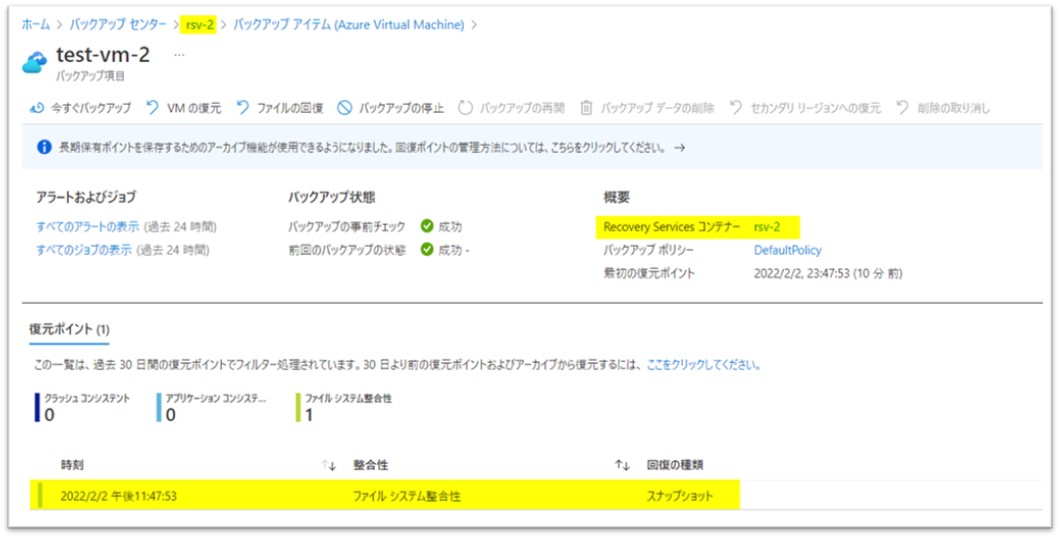 ホーム > バックアップ センター > rsv-2 > バックアップ アイテム (Azure Virtual Machine) >
test-vm-2 …
バックアップ項目
今すぐバックアップ VM の復元 ファイルの回復 バックアップの停止 バックアップの再開 バックアップ データの削除 セカンダリ リージョンへの復元 削除の取り消し
長期保有ポイントを保存するためのアーカイブ機能が使用できるようになりました。回復ポイントの管理方法については、こちらをクリックしてください。 →
アラートおよびジョブ バックアップ状態 概要
すべてのアラートの表示 (過去 24 時間) バックアップの事前チェック 成功 Recovery Services コンテナー rsv-2
すべてのジョブの表示 (過去 24 時間) 前回のバックアップの状態 成功 - バックアップ ポリシー DefaultPolicy
最初の復元ポイント 2022/2/2, 23:47:53 (10 分 前)
復元ポイント (1)
この一覧は、過去 30 日間の復元ポイントでフィルター処理されています。30 日より前の復元ポイントおよびアーカイブから復元するには、ここをクリックしてください。
クラッシュ コンシステント アプリケーション コンシステ... ファイル システム整合性
0 0 1
時刻 ↑↓ 整合性 ↑↓ 回復の種類
2022/2/2 午後11:47:53 ファイル システム整合性 スナップショット